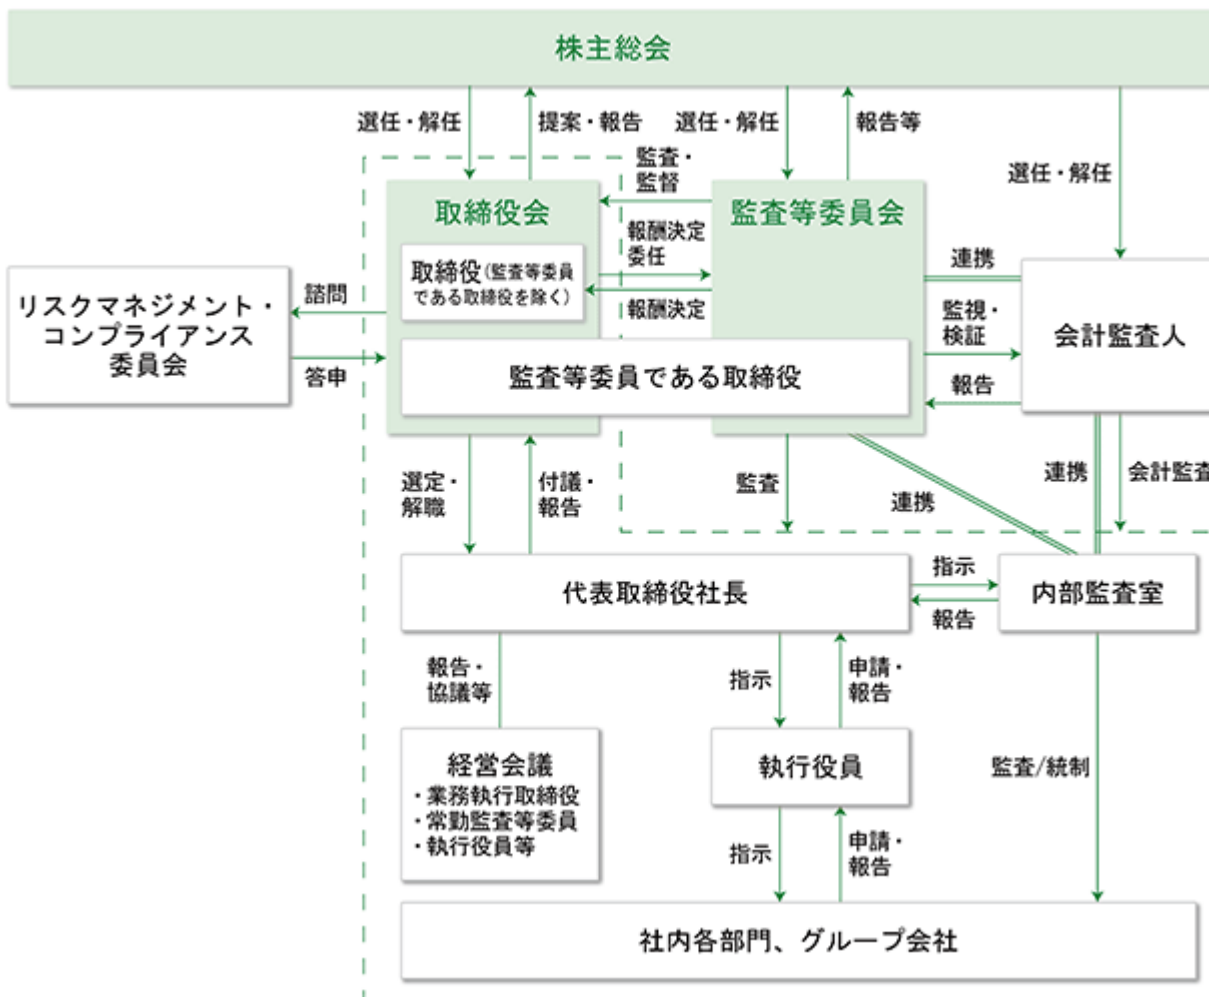 株主総会
選任・解任
提案・報告
選任・解任
報告等
選任・解任
監査・
監督
取締役会
監査等委員会
報酬決定
委任
取締役(監査等委員
である取締役を除く)
報酬決定
連携
リスクマネジメント・
コンプライアンス
委員会
諮問
答申
監視・
検証
会計監査人
監査等委員である取締役
報告
選定・
解職
付議・
報告
監査
連携
連携
会計監査
代表取締役社長
指示
報告
内部監査室
報告・
協議等
指示
申請・
報告
経営会議
・業務執行取締役
・常勤監査等委員
・執行役員等
執行役員
監査/統制
指示
申請・
報告
社内各部門、グループ会社